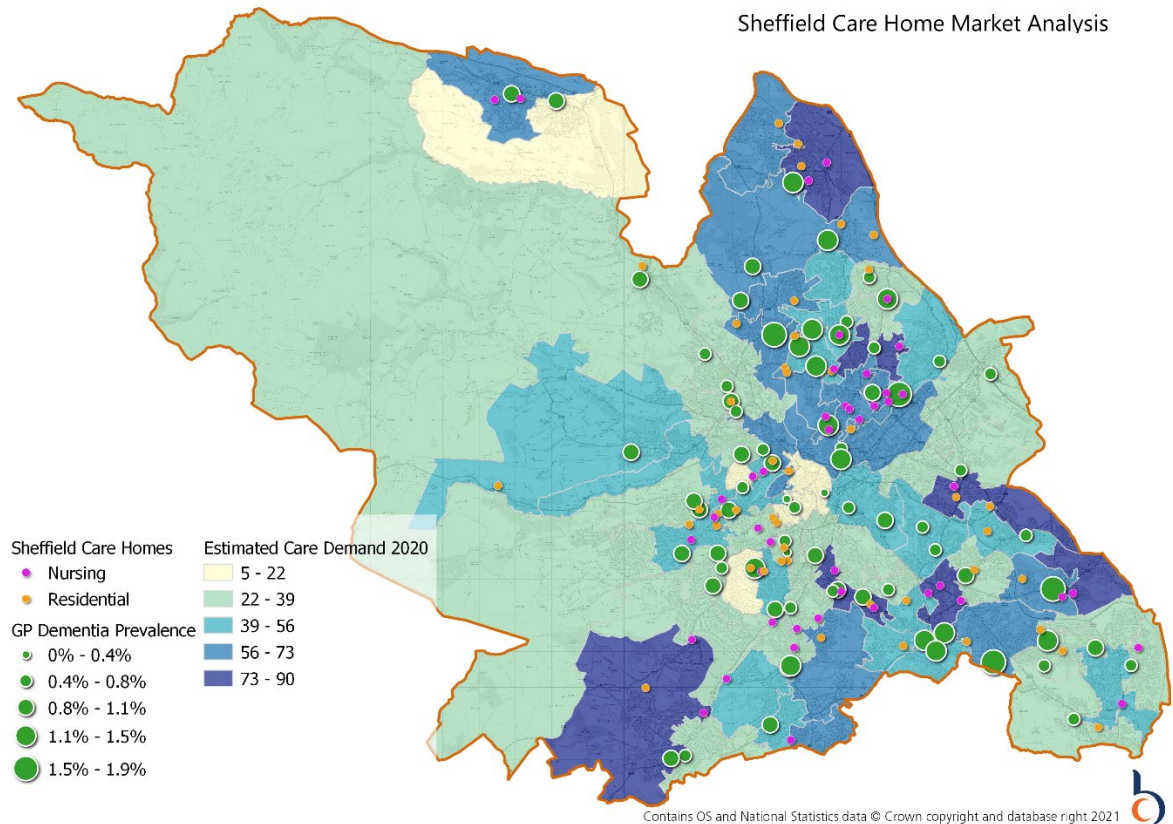 Sheffield Care Home Market Analysis
Sheffield Care Homes
Nursing
Residential
GP Dementia Prevalence
0% - 0.4%
0.4% - 0.8%
0.8% - 1.1%
1.1% - 1.5%
1.5% - 1.9%
Estimated Care Demand 2020
5 - 22
22 - 39
39 - 56
56 - 73
73 - 90
Contains OS and National Statistics data © Crown copyright and database right 2021